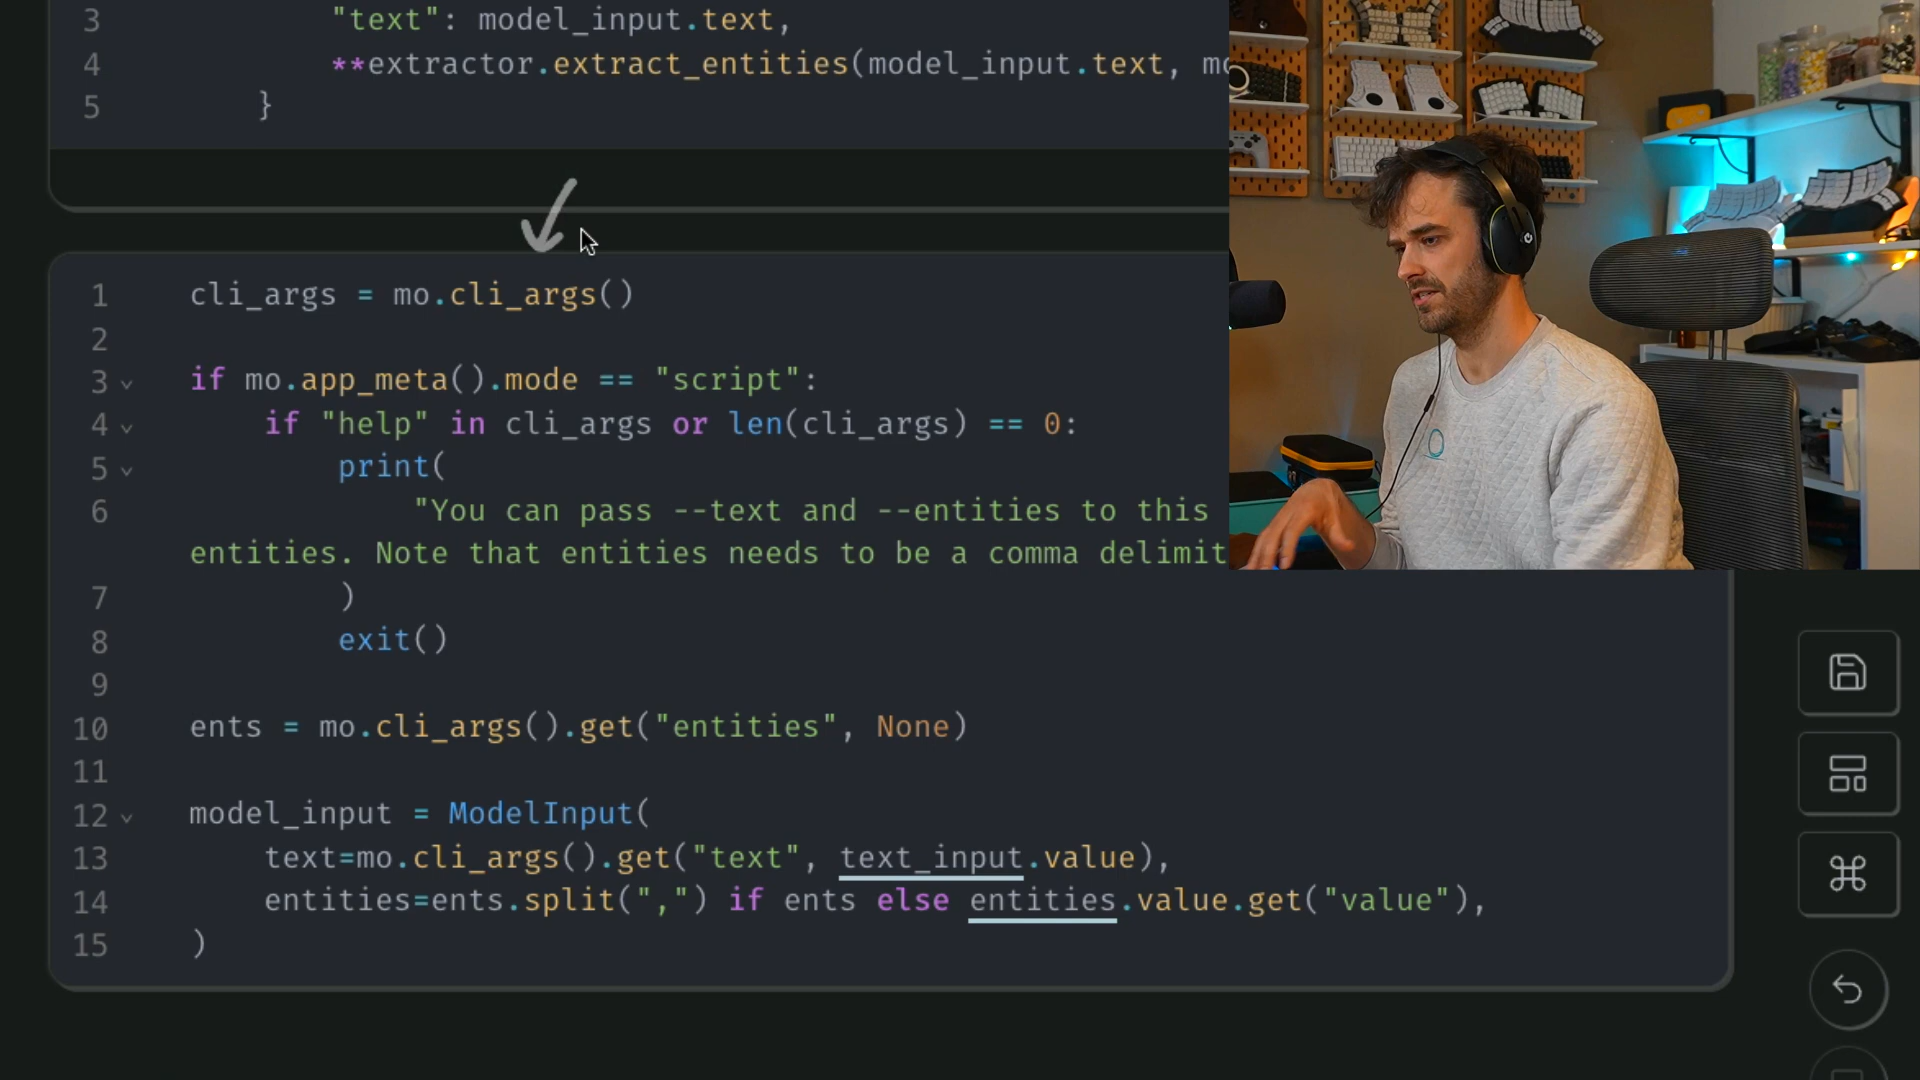 3 "text": model_input.text,
4 **extractor.extract_entities(model_input.text,
5 }
1 cli_args = mo.cli_args()
2
3 if mo.app_meta().mode == "script":
4 if "help" in cli_args or len(cli_args) == 0:
5 print(
6 "You can pass --text and --entities to this
entities. Note that entities needs to be a comma
7 )
8 exit()
9
10 ents = mo.cli_args().get("entities", None)
11
12 model_input = ModelInput(
13 text=mo.cli_args().get("text", text_input.value),
14 entities=ents.split(",") if ents else entities.value.get("value"),
15 )